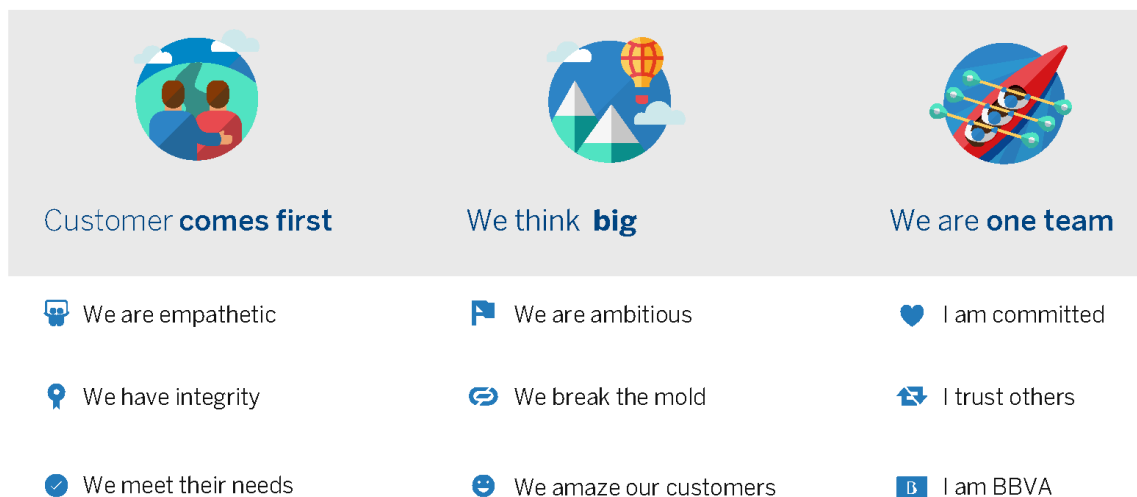 Customer comes first
We think big
We are one team
We are empathetic
We are ambitious
I am committed
We have integrity
We break the mold
I trust others
We meet their needs
We amaze our customers
B
I am BBVA